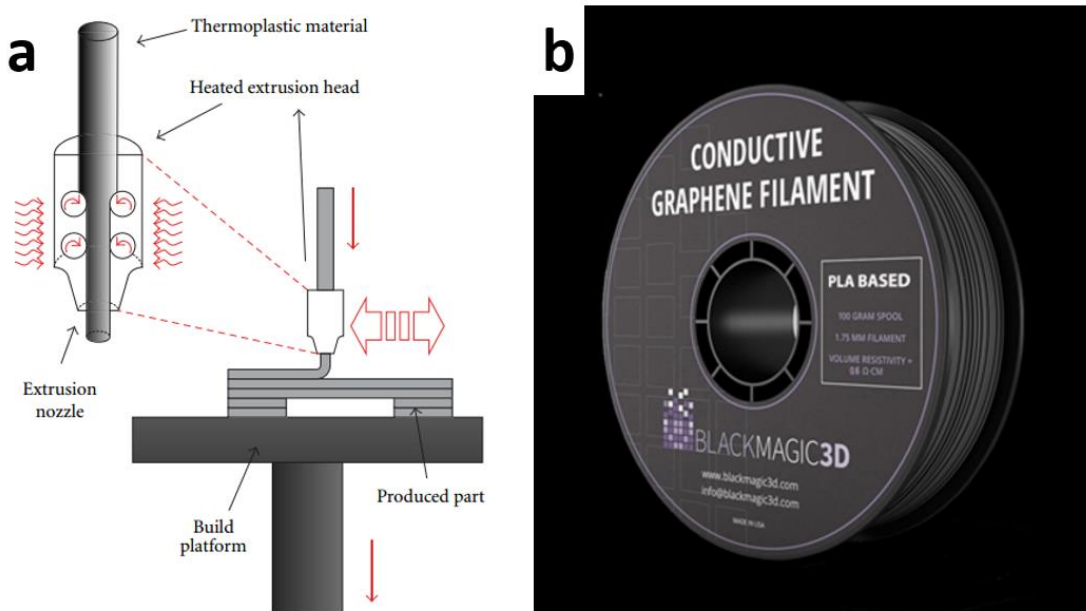 a
Thermoplastic material
Heated extrusion head
Extrusion
nozzle
Produced part
Build
platform
b
CONDUCTIVE
GRAPHENE FILAMENT
PLA BASED
100 GRAM SPOOL
1.75 MM FILAMENT
VOLUME RESISTIVITY =
0.6 Ω-CM
BLACKMAGIC3D
www.blackmagic3d.com
info@blackmagic3d.com
MADE IN USA